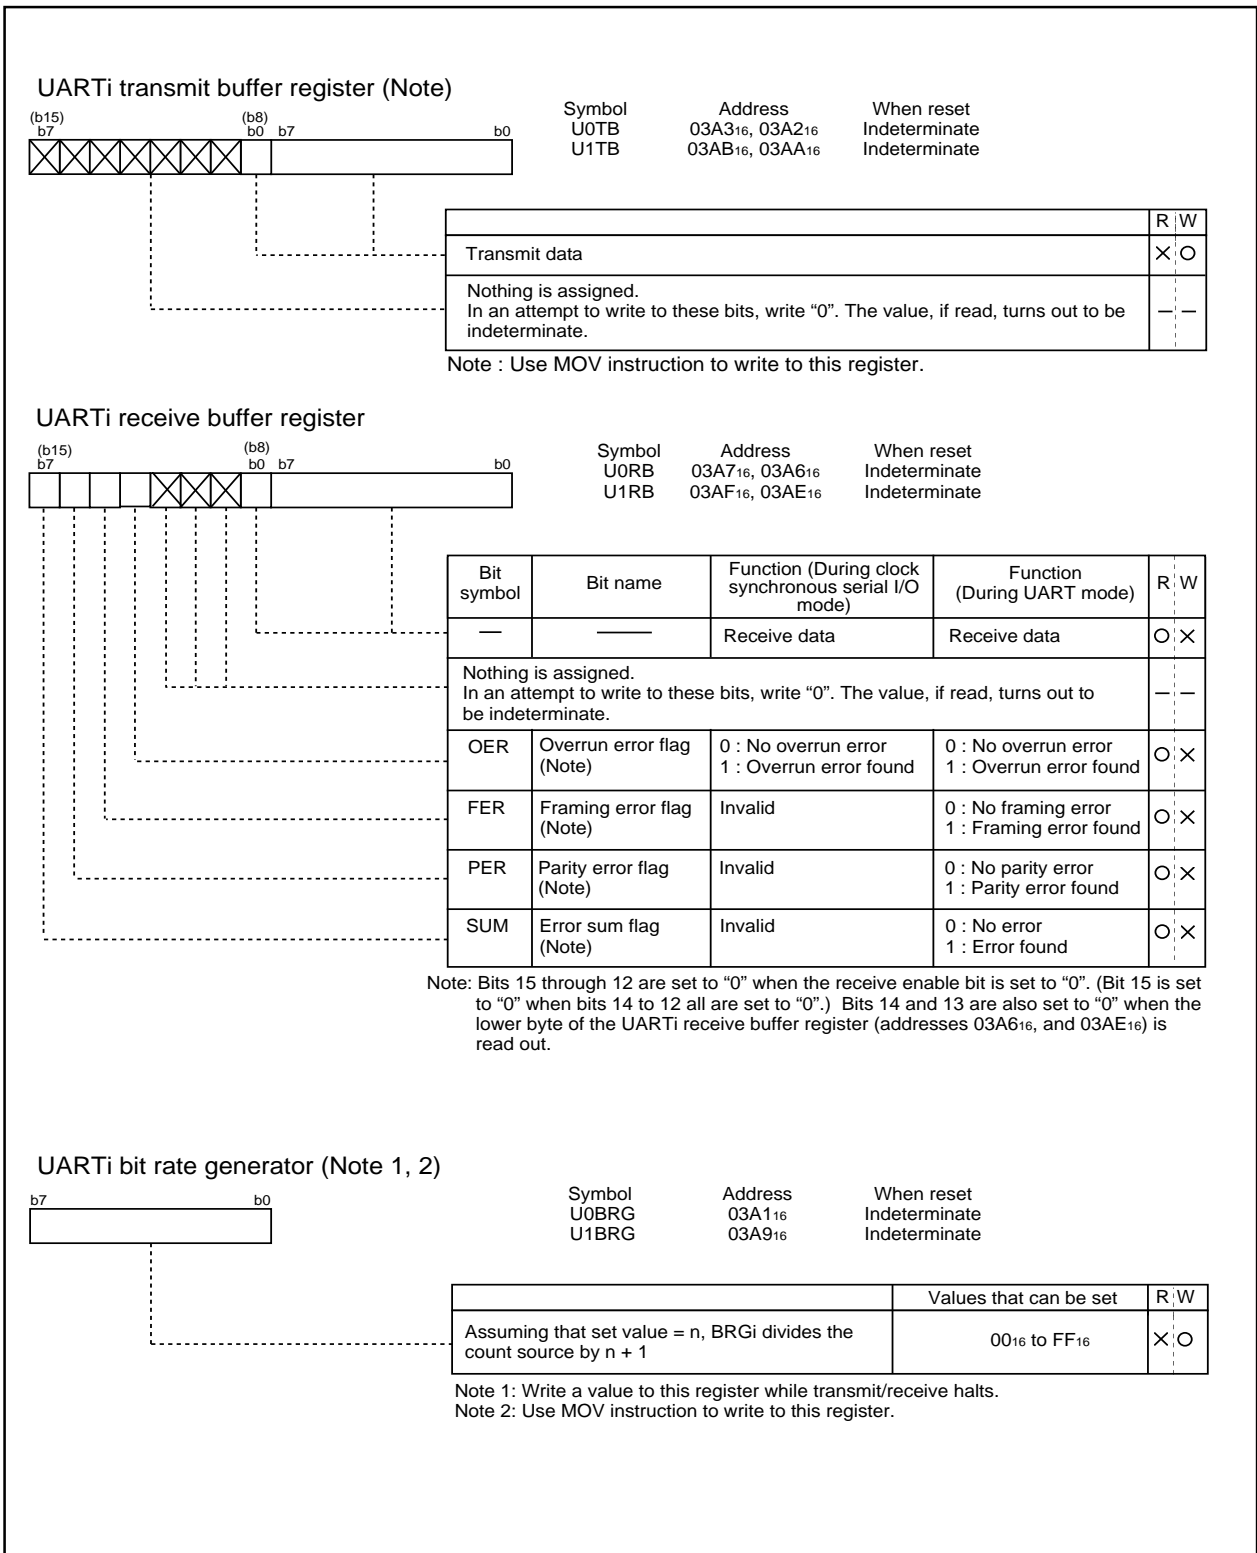 UARTi transmit buffer register (Note)
(b15) (b8)
b7 b0 b7 b0
Symbol Address When reset
U0TB 03A316, 03A216 Indeterminate
U1TB 03AB16, 03AA16 Indeterminate
R W
Transmit data X O
Nothing is assigned.
In an attempt to write to these bits, write “0”. The value, if read, turns out to be
indeterminate.
— —
Note : Use MOV instruction to write to this register.
UARTi receive buffer register
(b15) (b8)
b7 b0 b7 b0
Symbol Address When reset
U0RB 03A716, 03A616 Indeterminate
U1RB 03AF16, 03AE16 Indeterminate
Bit
symbol
Bit name
Function (During clock
synchronous serial I/O
mode)
Function
(During UART mode)
R W
— — Receive data Receive data O X
Nothing is assigned.
In an attempt to write to these bits, write “0”. The value, if read, turns out to
be indeterminate.
— —
OER Overrun error flag 0 : No overrun error 0 : No overrun error O X
(Note) 1 : Overrun error found 1 : Overrun error found
FER Framing error flag Invalid 0 : No framing error O X
(Note) 1 : Framing error found
PER Parity error flag Invalid 0 : No parity error O X
(Note) 1 : Parity error found
SUM Error sum flag Invalid 0 : No error O X
(Note) 1 : Error found
Note: Bits 15 through 12 are set to “0” when the receive enable bit is set to “0”. (Bit 15 is set
to “0” when bits 14 to 12 all are set to “0”.) Bits 14 and 13 are also set to “0” when the
lower byte of the UARTi receive buffer register (addresses 03A616, and 03AE16) is
read out.
UARTi bit rate generator (Note 1, 2)
b7 b0
Symbol Address When reset
U0BRG 03A116 Indeterminate
U1BRG 03A916 Indeterminate
Values that can be set R W
Assuming that set value = n, BRGi divides the
count source by n + 1
0016 to FF16 X O
Note 1: Write a value to this register while transmit/receive halts.
Note 2: Use MOV instruction to write to this register.